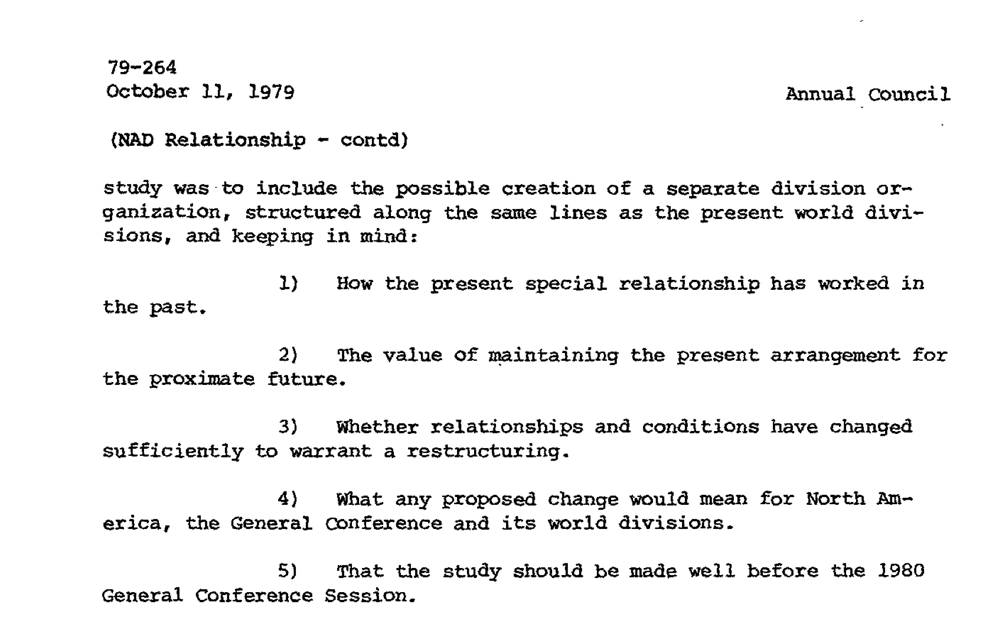 79-264
October 11, 1979
Annual Council
(NAD Relationship - contd)
study was to include the possible creation of a separate division or-
ganization, structured along the same lines as the present world divi-
sions, and keeping in mind:
1) How the present special relationship has worked in
the past.
2) The value of maintaining the present arrangement for
the proximate future.
3) Whether relationships and conditions have changed
sufficiently to warrant a restructuring.
4) What any proposed change would mean for North Am-
erica, the General Conference and its world divisions.
5) That the study should be made well before the 1980
General Conference Session.